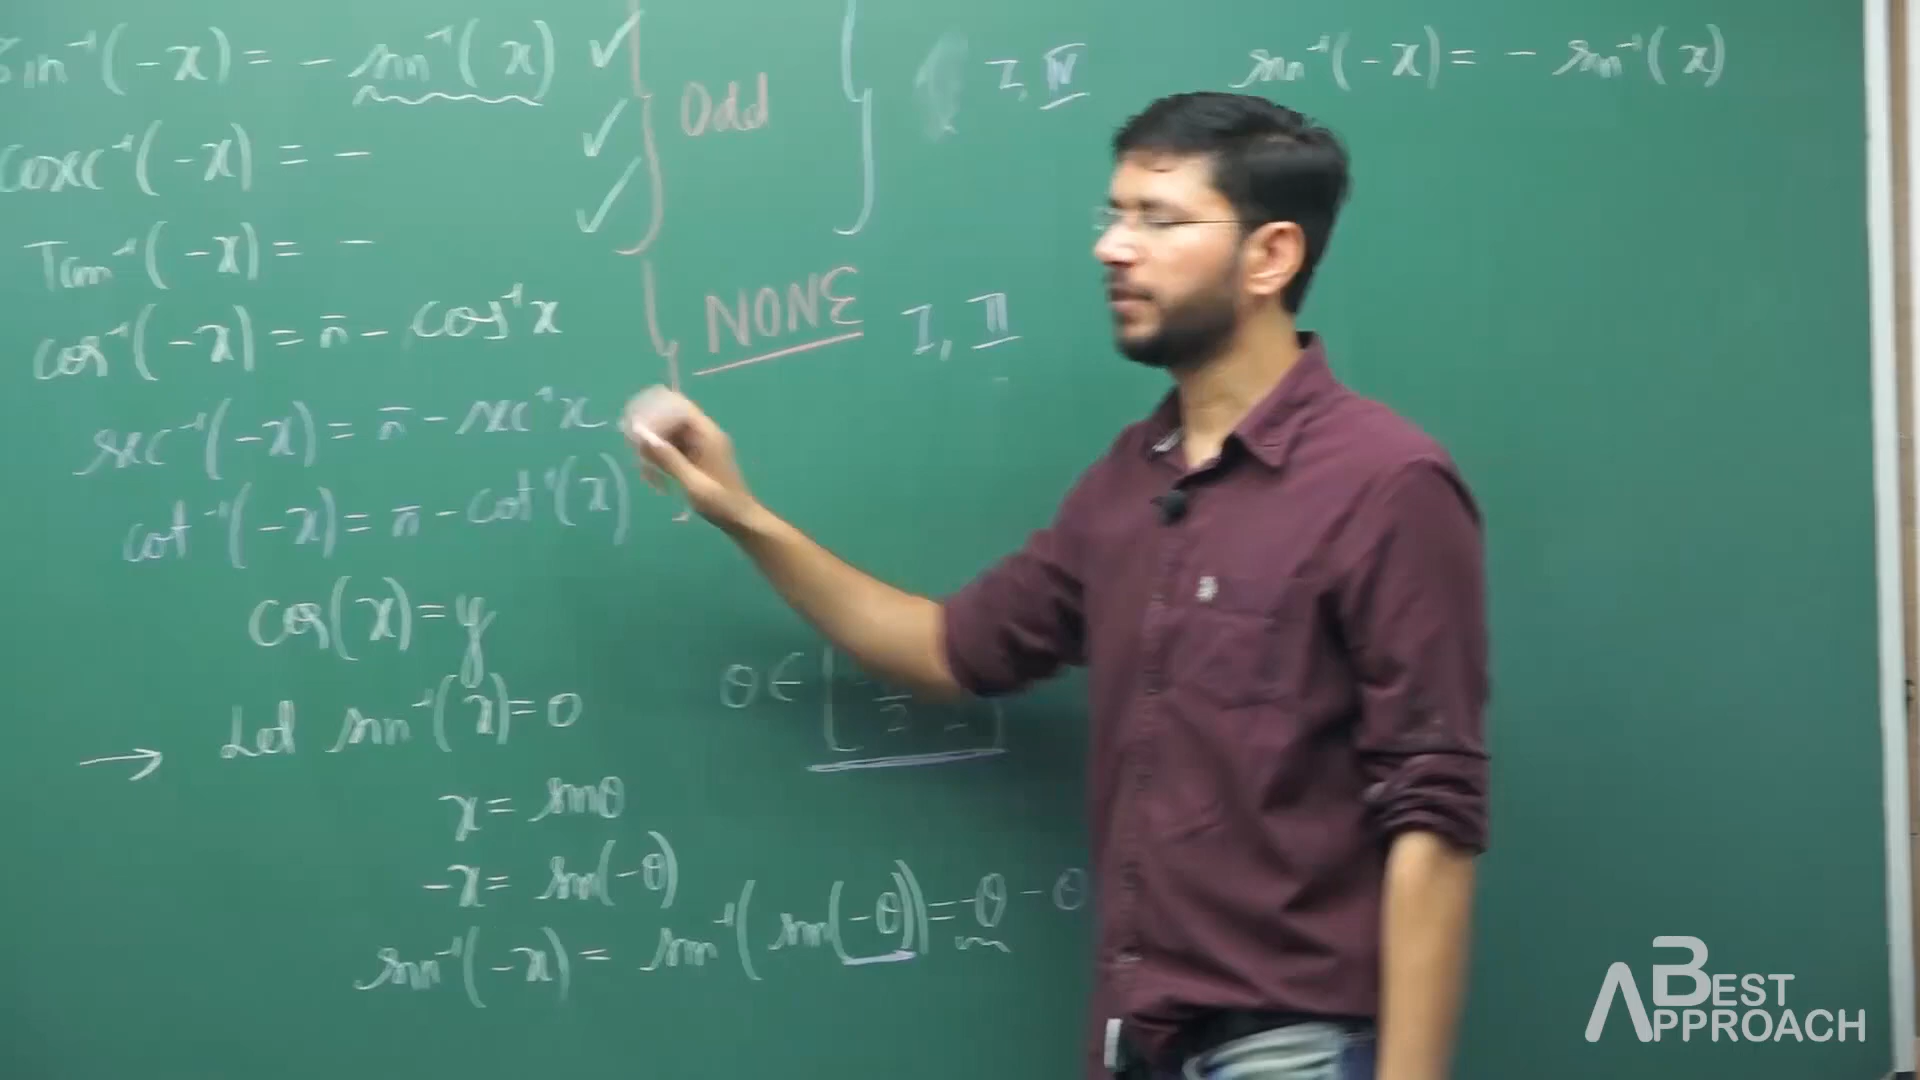 Sin⁻¹(-x) = - sin⁻¹(x) ✓
Odd
I, IV
sin⁻¹(-x) = - sin⁻¹(x)
cosec⁻¹(-x) = - ✓
Tan⁻¹(-x) = - ✓
cos⁻¹(-x) = π - cos⁻¹x
NONE
I, II
sec⁻¹(-x) = π - sec⁻¹x
cot⁻¹(-x) = π - cot⁻¹(x)
cos(x) = y
→ Let sin⁻¹(x) = θ
θ ∈ [-π/2
x = sinθ
-x = sin(-θ)
sin⁻¹(-x) = sin⁻¹(sin(-θ)) = -θ - θ
BEST
APPROACH